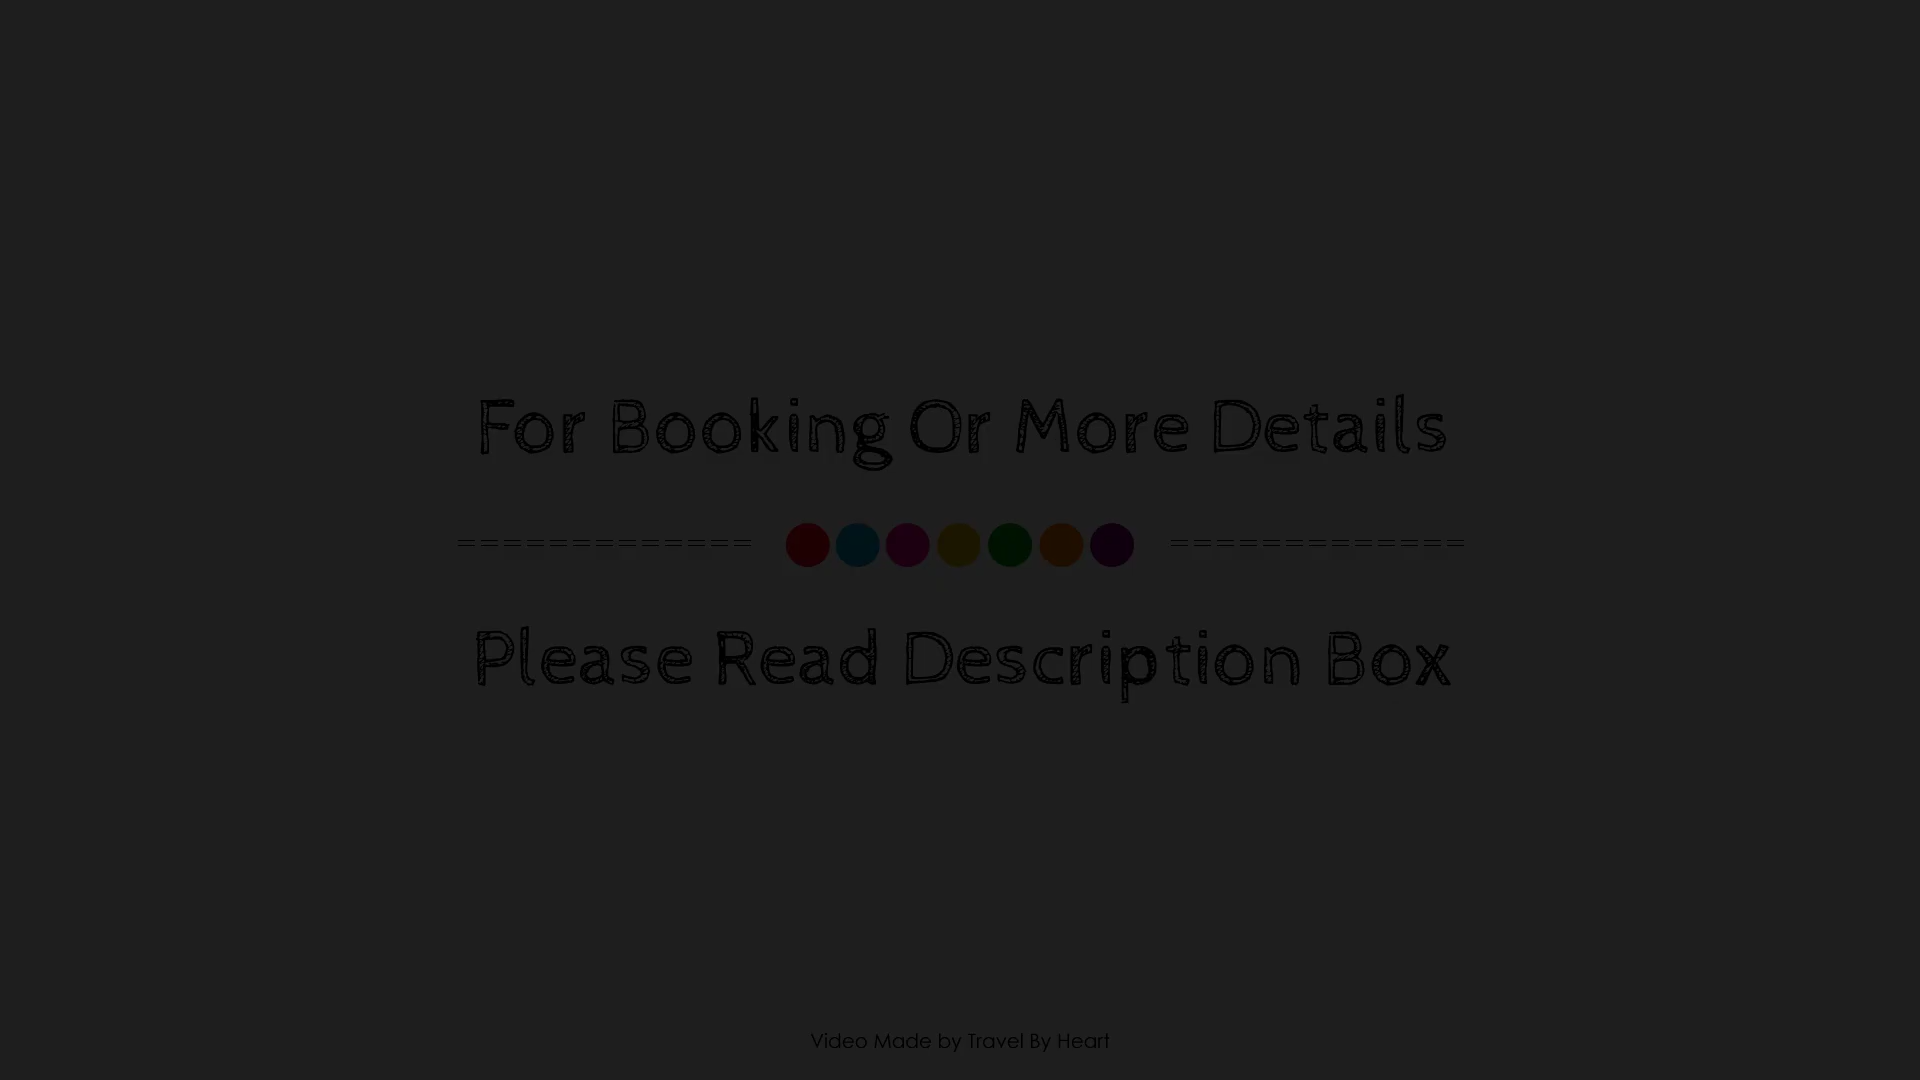 For Booking Or More Details
============= =============
Please Read Description Box
Video Made by Travel By Heart